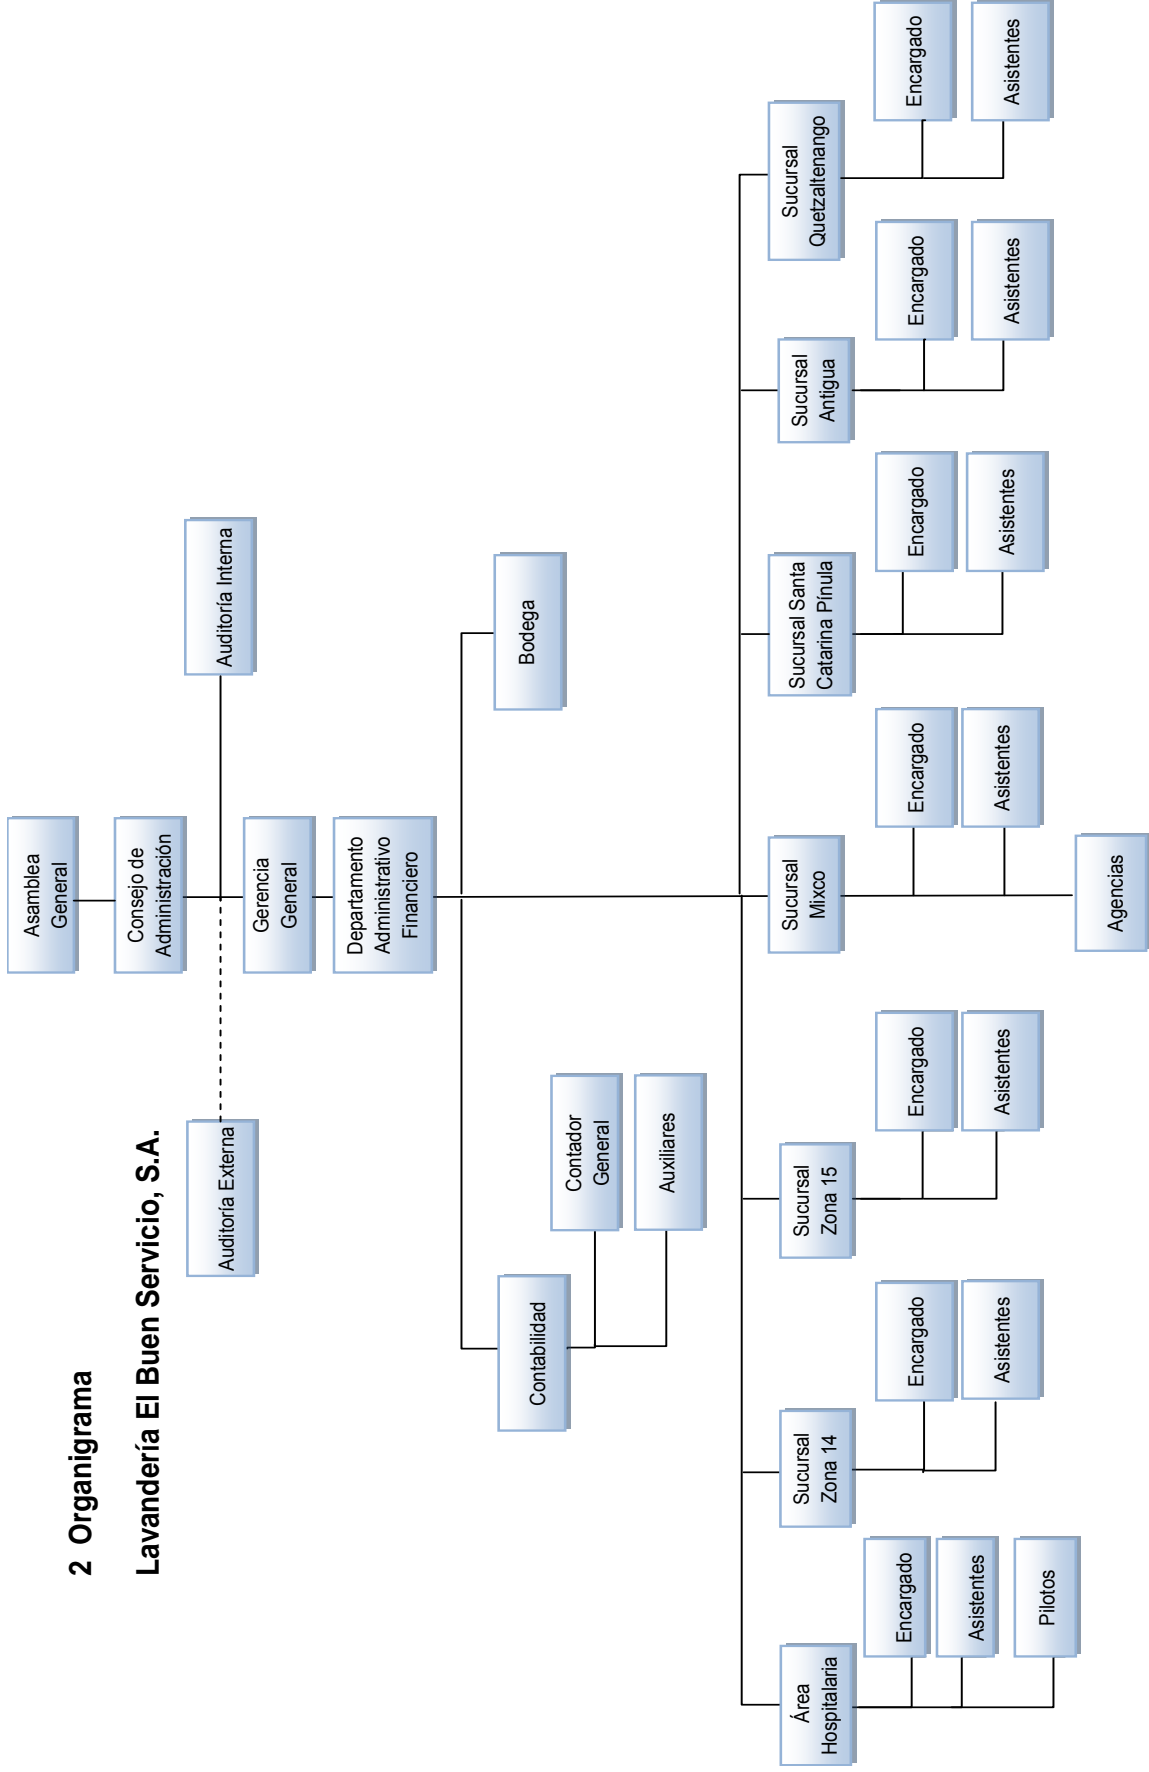 2 Organigrama
Lavandería El Buen Servicio, S.A.
Asamblea
General
Consejo de
Administración
Auditoría Externa
Auditoría Interna
Gerencia
General
Departamento
Administrativo
Financiero
Contabilidad
Contador
General
Auxiliares
Bodega
Área
Hospitalaria
Encargado
Asistentes
Pilotos
Sucursal
Zona 14
Encargado
Asistentes
Sucursal
Zona 15
Encargado
Asistentes
Sucursal
Mixco
Encargado
Asistentes
Agencias
Sucursal Santa
Catarina Pínula
Encargado
Asistentes
Sucursal
Antigua
Encargado
Asistentes
Sucursal
Quetzaltenango
Encargado
Asistentes